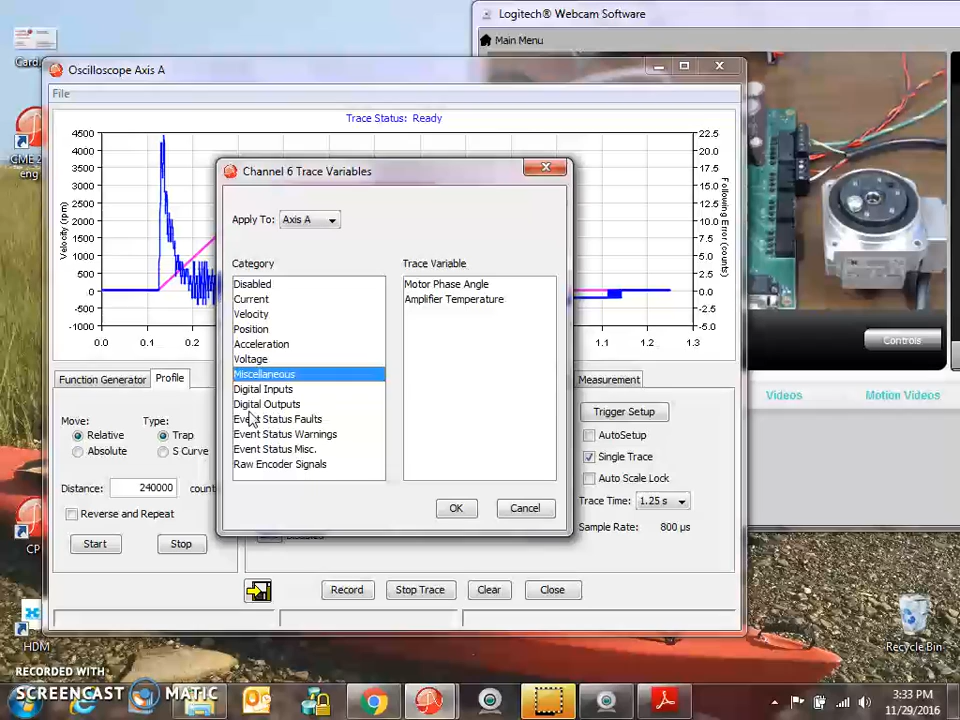 Logitech® Webcam Software
Main Menu
Oscilloscope Axis A
File
Trace Status: Ready
4500
4000
3500
3000
2500
2000
1500
1000
500
0
-500
-1000
Velocity (rpm)
22.5
20.0
17.5
15.0
12.5
10.0
7.5
5.0
2.5
0.0
-2.5
-5.0
Following Error (counts)
0.0 0.1 0.2 1.1 1.2 1.3
Channel 6 Trace Variables
Apply To: Axis A
Category
Disabled
Current
Velocity
Position
Acceleration
Voltage
Miscellaneous
Digital Inputs
Digital Outputs
Event Status Faults
Event Status Warnings
Event Status Misc.
Raw Encoder Signals
Trace Variable
Motor Phase Angle
Amplifier Temperature
OK Cancel
Function Generator Profile
Move: Type:
Relative Trap
Absolute S Curve
Distance: 240000 count
Reverse and Repeat
Start Stop
Measurement
Trigger Setup
AutoSetup
Single Trace
Auto Scale Lock
Trace Time: 1.25 s
Sample Rate: 800 µs
Record Stop Trace Clear Close
Controls
Videos Motion Videos
CME 2
eng
CP
HDM
Recycle Bin
RECORDED WITH
SCREENCAST MATIC
3:33 PM
11/29/2016